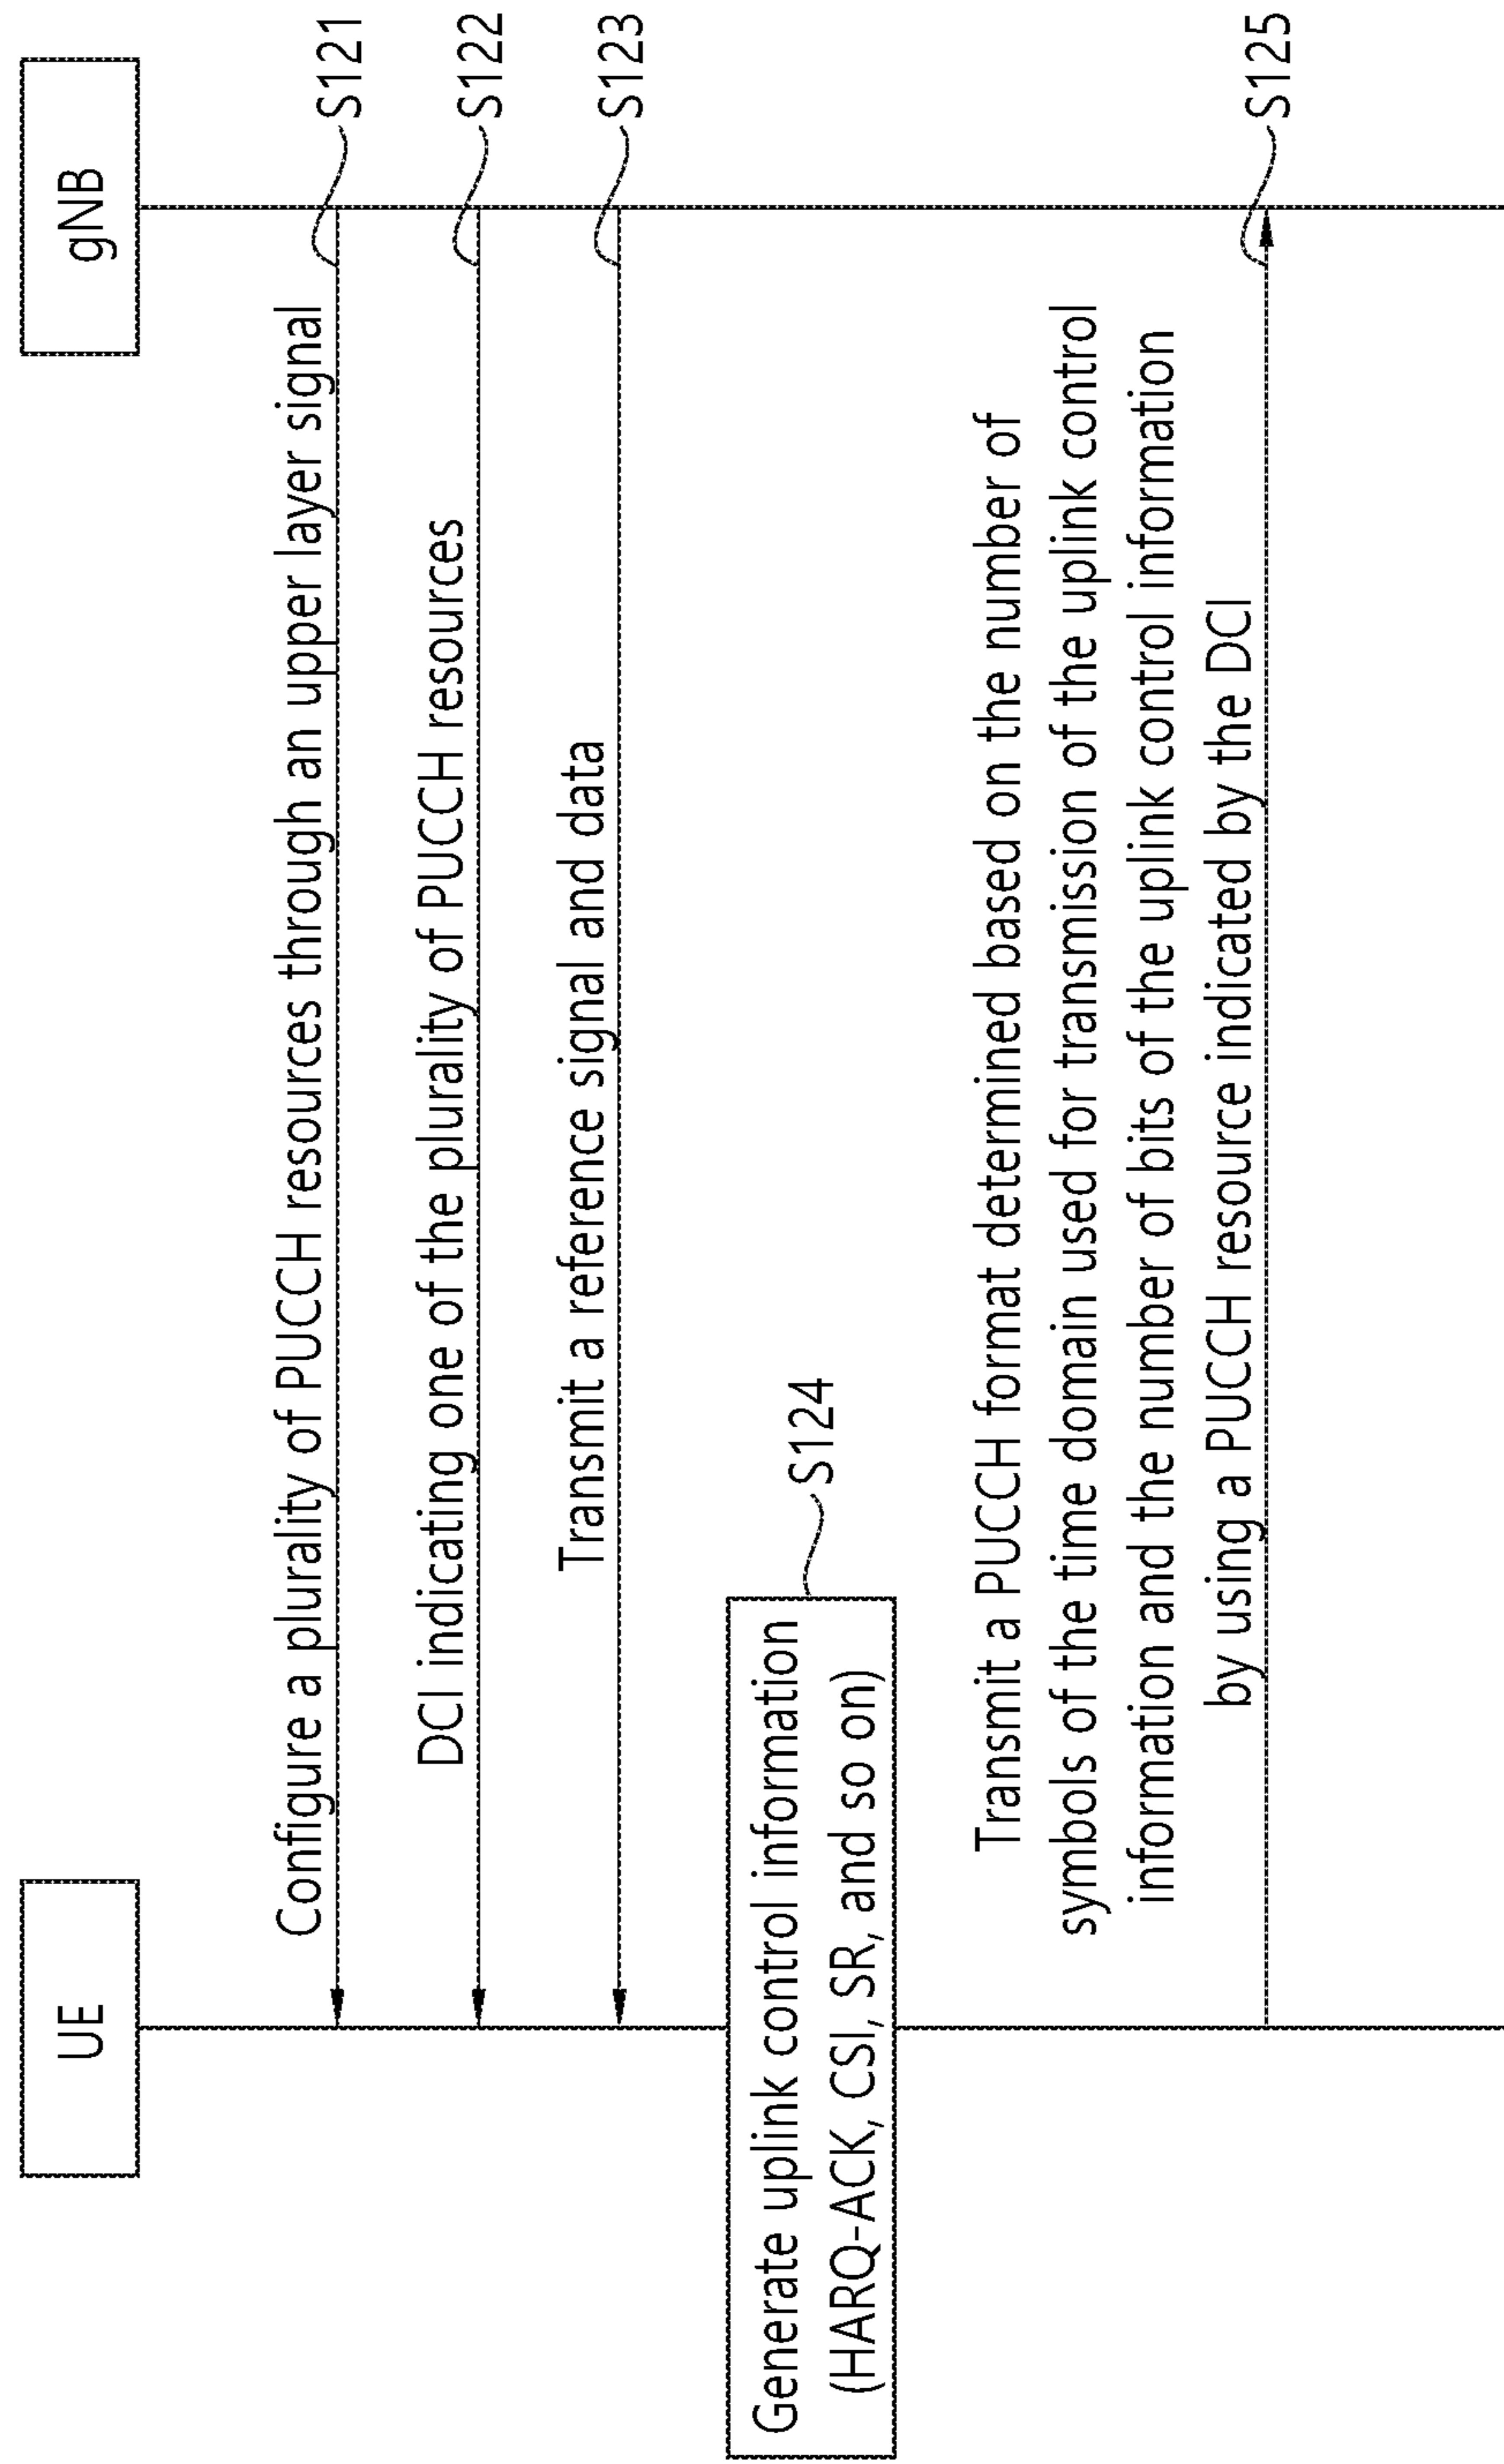 UE
gNB
Configure a plurality of PUCCH resources through an upper layer signal
S121
DCI indicating one of the plurality of PUCCH resources
S122
Transmit a reference signal and data
S123
Generate uplink control information
(HARQ-ACK, CSI, SR, and so on)
S124
Transmit a PUCCH format determined based on the number of
symbols of the time domain used for transmission of the uplink control
information and the number of bits of the uplink control information
by using a PUCCH resource indicated by the DCI
S125